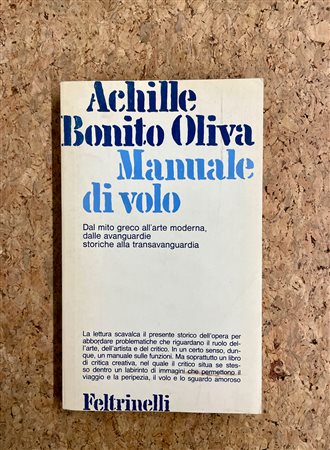 Achille
Bonito Oliva
Manuale
di volo
Dal mito greco all'arte moderna,
dalle avanguardie
storiche alla transavanguardia
La lettura scavalca il presente storico dell'opera per
abbordare problematiche che riguardano il ruolo del-
l'arte, dell'artista e del critico. In un certo senso, dun-
que, un manuale sulle funzioni. Ma soprattutto un libro
di critica creativa, nel quale il critico situa se stes-
so dentro un labirinto di immagini che permettono il
viaggio e la peripezia, il volo e lo sguardo amoroso
Feltrinelli